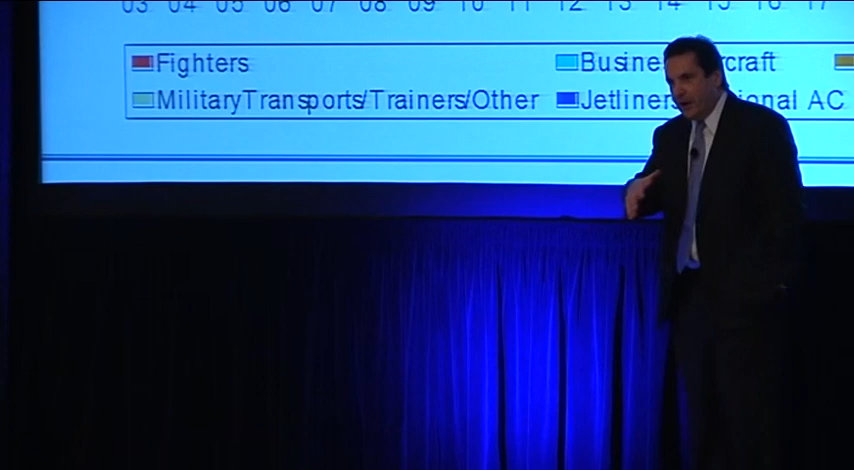 03 04 05 06 07 08 09 10 11 12 13 14 15 16 17
Fighters Busine rcraft
MilitaryTransports/Trainers/Other Jetliners ional AC